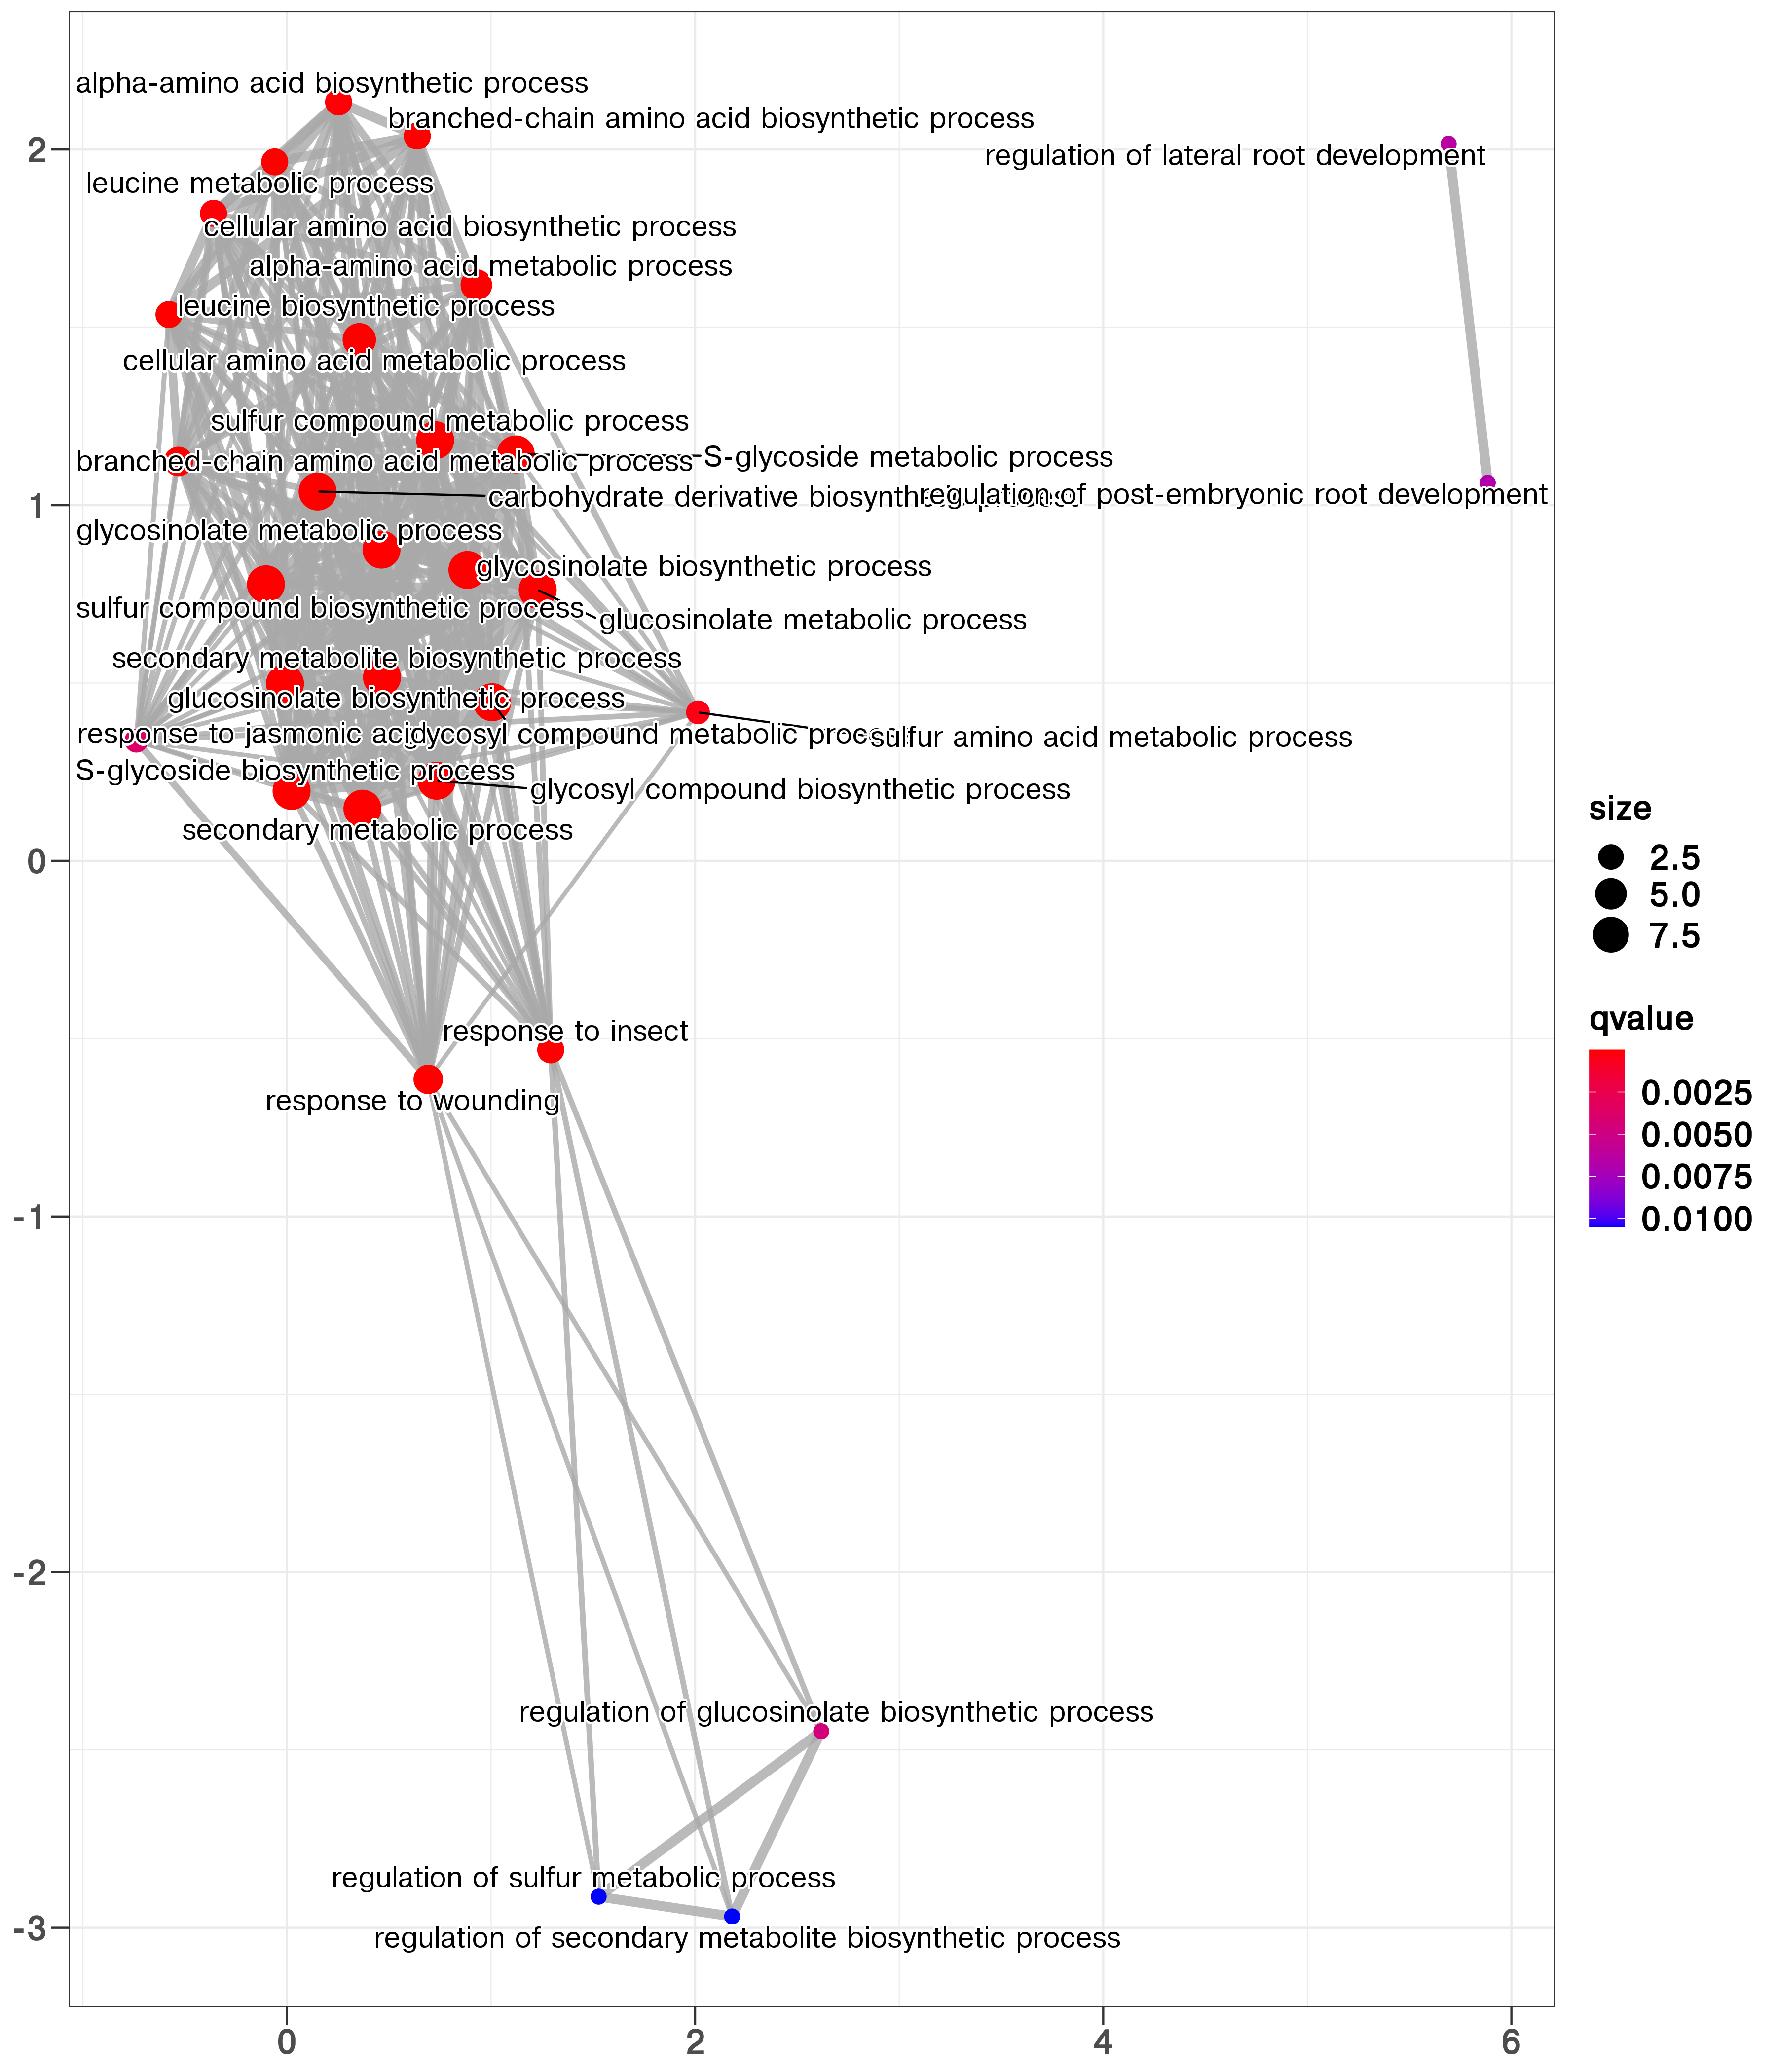 alpha-amino acid biosynthetic process
branched-chain amino acid biosynthetic process
2
regulation of lateral root development
leucine metabolic process
cellular amino acid biosynthetic process
alpha-amino acid metabolic process
leucine biosynthetic process
cellular amino acid metabolic process
sulfur compound metabolic process
branched-chain amino acid metabolic process
S-glycoside metabolic process
1
carbohydrate derivative biosynthetic process
regulation of post-embryonic root development
glycosinolate metabolic process
glycosinolate biosynthetic process
sulfur compound biosynthetic process
glucosinolate metabolic process
secondary metabolite biosynthetic process
glucosinolate biosynthetic process
response to jasmonic acid
glycosyl compound metabolic process
sulfur amino acid metabolic process
S-glycoside biosynthetic process
glycosyl compound biosynthetic process
secondary metabolic process
0
response to insect
response to wounding
-1
-2
regulation of glucosinolate biosynthetic process
regulation of sulfur metabolic process
-3
regulation of secondary metabolite biosynthetic process
0
2
4
6
size
2.5
5.0
7.5
qvalue
0.0025
0.0050
0.0075
0.0100